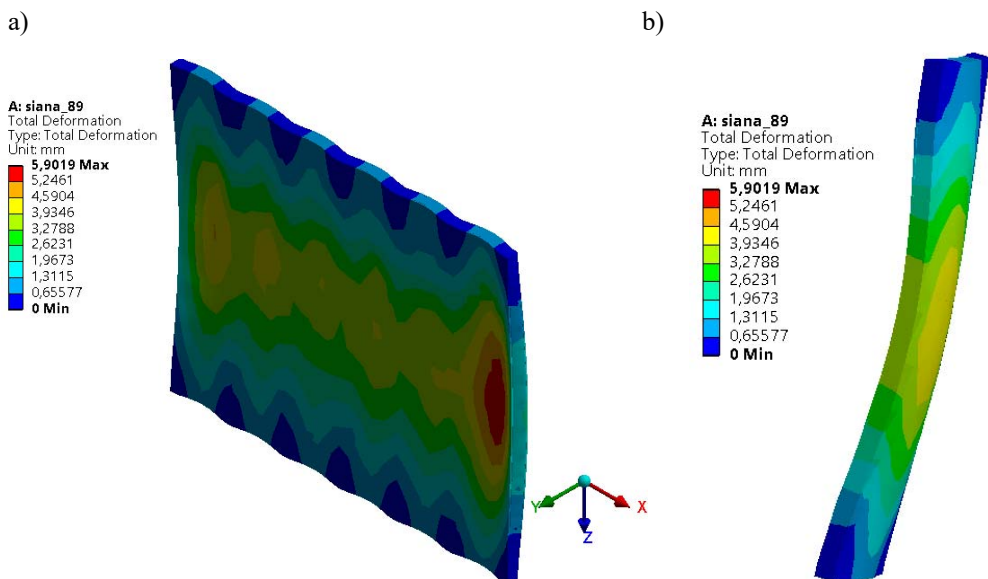 a)
b)
A: siana_89
Total Deformation
Type: Total Deformation
Unit: mm
5,9019 Max
5,2461
4,5904
3,9346
3,2788
2,6231
1,9673
1,3115
0,65577
0 Min
Y
X
Z
A: siana_89
Total Deformation
Type: Total Deformation
Unit: mm
5,9019 Max
5,2461
4,5904
3,9346
3,2788
2,6231
1,9673
1,3115
0,65577
0 Min